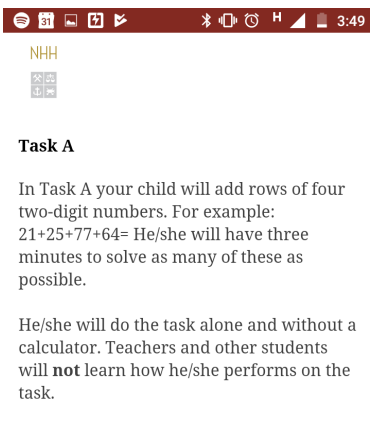 31 H 3:49
NHH
Task A
In Task A your child will add rows of four
two-digit numbers. For example:
21+25+77+64= He/she will have three
minutes to solve as many of these as
possible.
He/she will do the task alone and without a
calculator. Teachers and other students
will not learn how he/she performs on the
task.